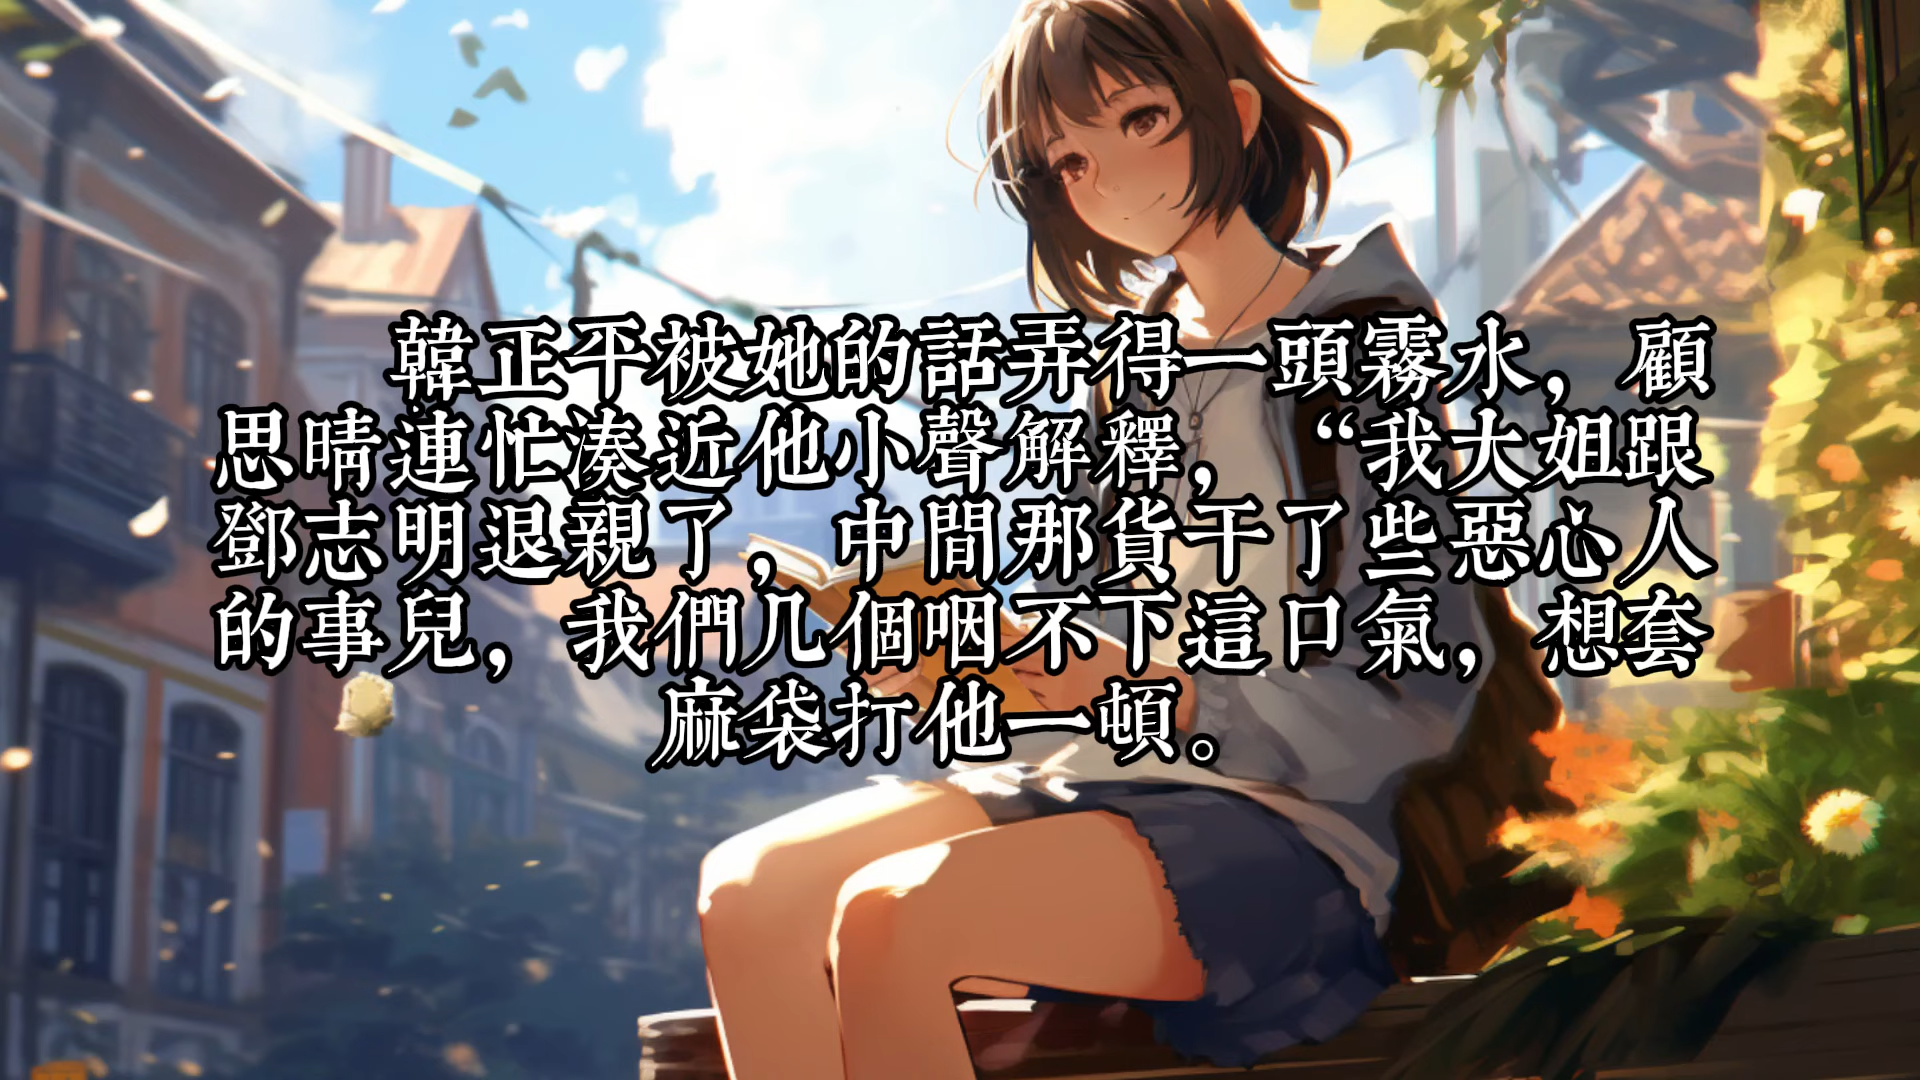 韓正平被她的話弄得一頭霧水，顧
思晴連忙湊近他小聲解釋，“我大姐跟
鄧志明退親了，中間那貨干了些惡心人
的事兒，我們几個咽不下這口氣，想套
麻袋打他一頓。